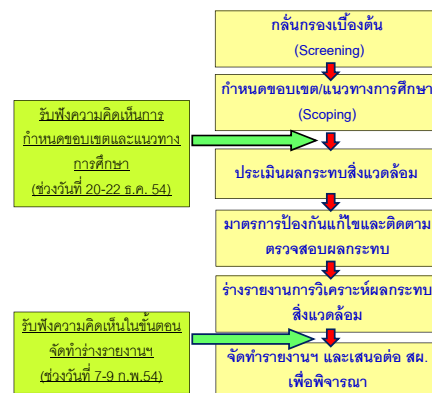 กลั่นกรองเบื้องต้น
(Screening)
กำหนดขอบเขต/แนวทางการศึกษา
(Scoping)
รับฟังความคิดเห็นการ
กำหนดขอบเขตและแนวทาง
การศึกษา
(ช่วงวันที่ 20-22 ธ.ค. 54)
ประเมินผลกระทบสิ่งแวดล้อม
มาตรการป้องกันแก้ไขและติดตาม
ตรวจสอบผลกระทบ
ร่างรายงานการวิเคราะห์ผลกระทบ
สิ่งแวดล้อม
รับฟังความคิดเห็นในขั้นตอน
จัดทำร่างรายงานฯ
(ช่วงวันที่ 7-9 ก.พ.54)
จัดทำรายงานฯ และเสนอต่อ สผ.
เพื่อพิจารณา